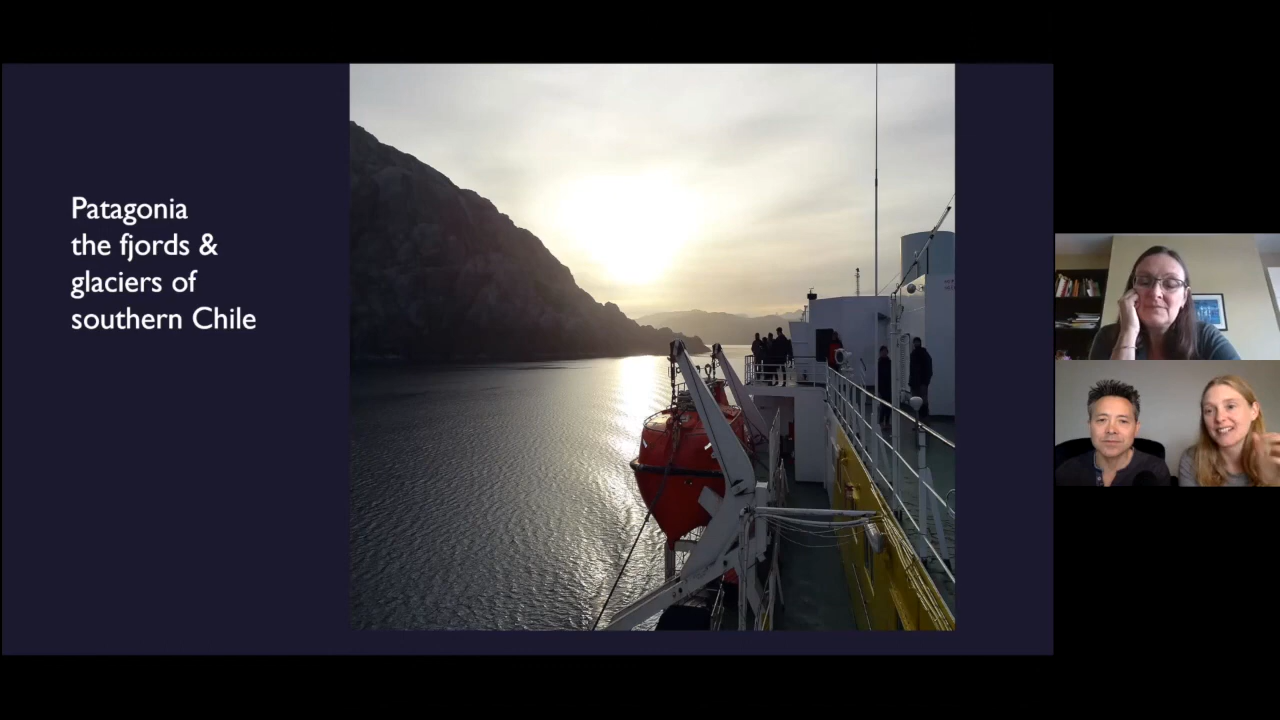 Patagonia
the fjords &
glaciers of
southern Chile